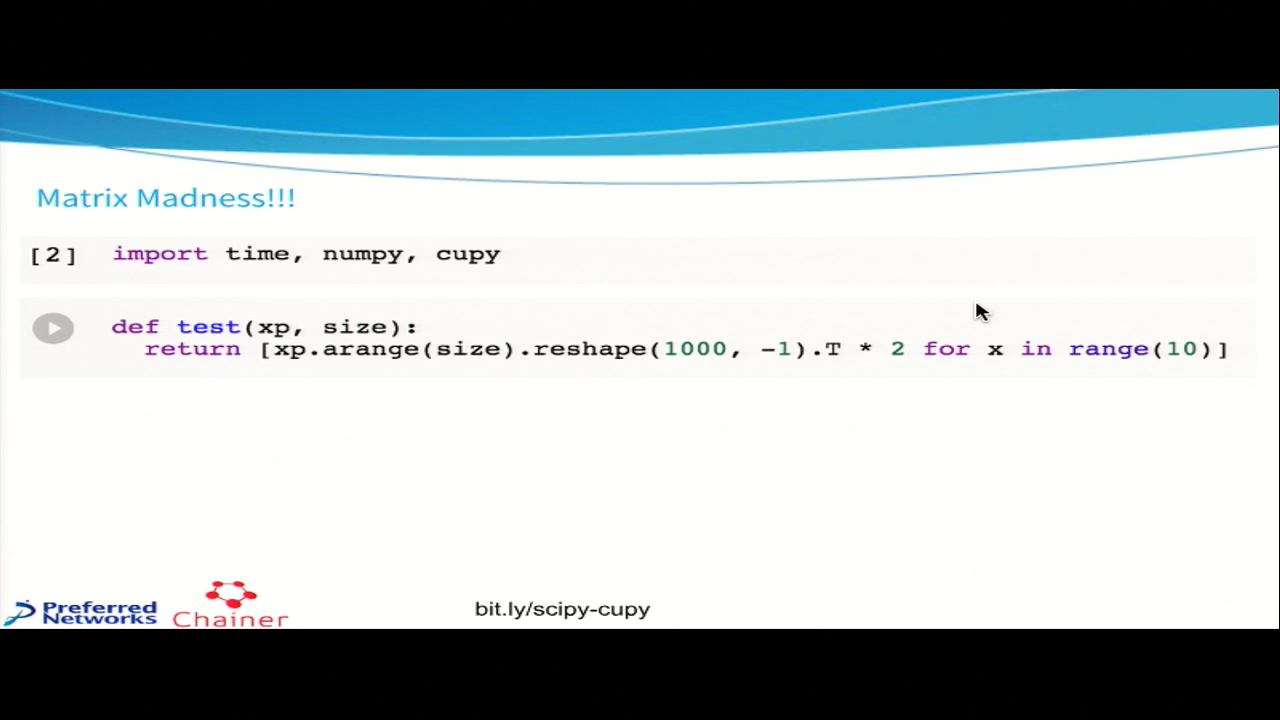 Matrix Madness!!!
[2] import time, numpy, cupy
def test(xp, size):
return [xp.arange(size).reshape(1000, -1).T * 2 for x in range(10)]
Preferred
Networks
Chainer
bit.ly/scipy-cupy